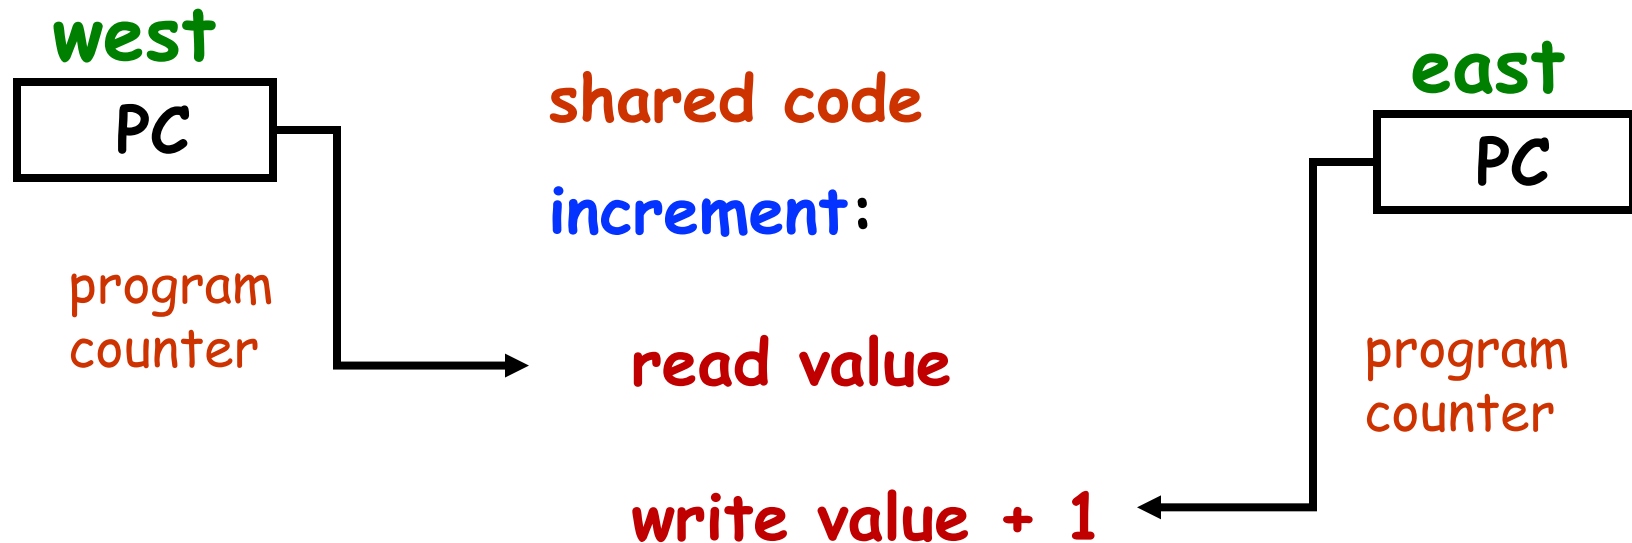 west
PC
program
counter
shared code
increment:
read value
write value + 1
east
PC
program
counter